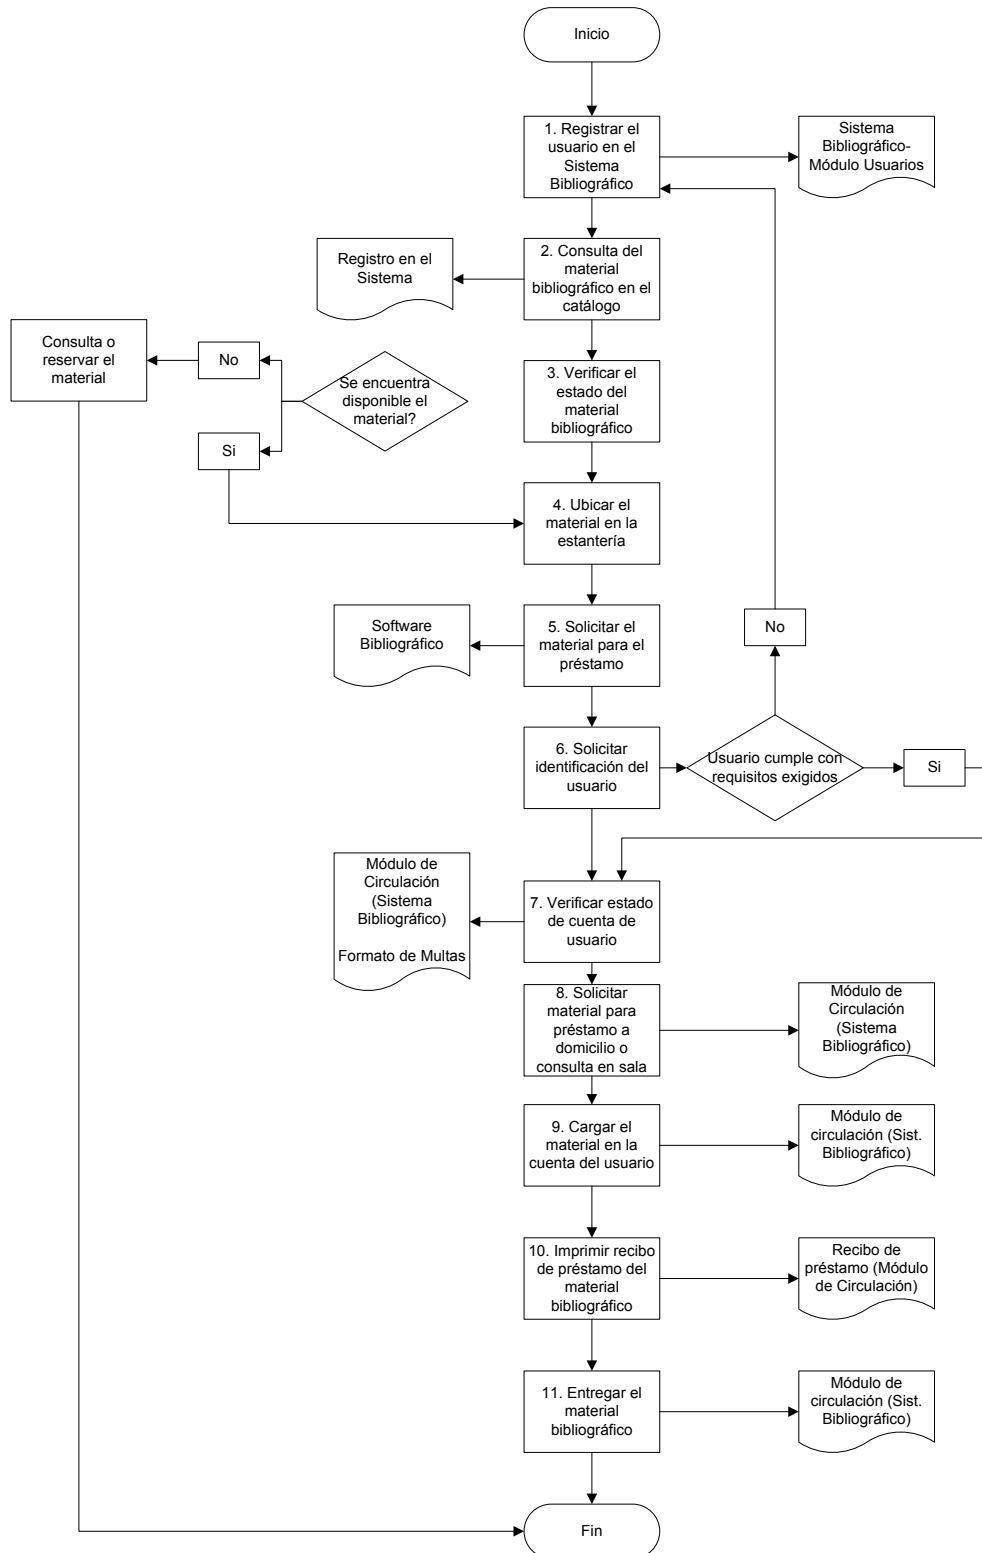 Inicio
1. Registrar el
usuario en el
Sistema
Bibliográfico
Sistema
Bibliográfico-
Módulo Usuarios
Registro en el
Sistema
2. Consulta del
material
bibliográfico en el
catálogo
Consulta o
reservar el
material
No
Se encuentra
disponible el
material?
3. Verificar el
estado del
material
bibliográfico
Si
4. Ubicar el
material en la
estantería
Software
Bibliográfico
5. Solicitar el
material para el
préstamo
No
6. Solicitar
identificación del
usuario
Usuario cumple con
requisitos exigidos
Si
Módulo de
Circulación
(Sistema
Bibliográfico)
Formato de Multas
7. Verificar estado
de cuenta de
usuario
8. Solicitar
material para
préstamo a
domicilio o
consulta en sala
Módulo de
Circulación
(Sistema
Bibliográfico)
9. Cargar el
material en la
cuenta del usuario
Módulo de
circulación (Sist.
Bibliográfico)
10. Imprimir recibo
de préstamo del
material
bibliográfico
Recibo de
préstamo (Módulo
de Circulación)
11. Entregar el
material
bibliográfico
Módulo de
circulación (Sist.
Bibliográfico)
Fin